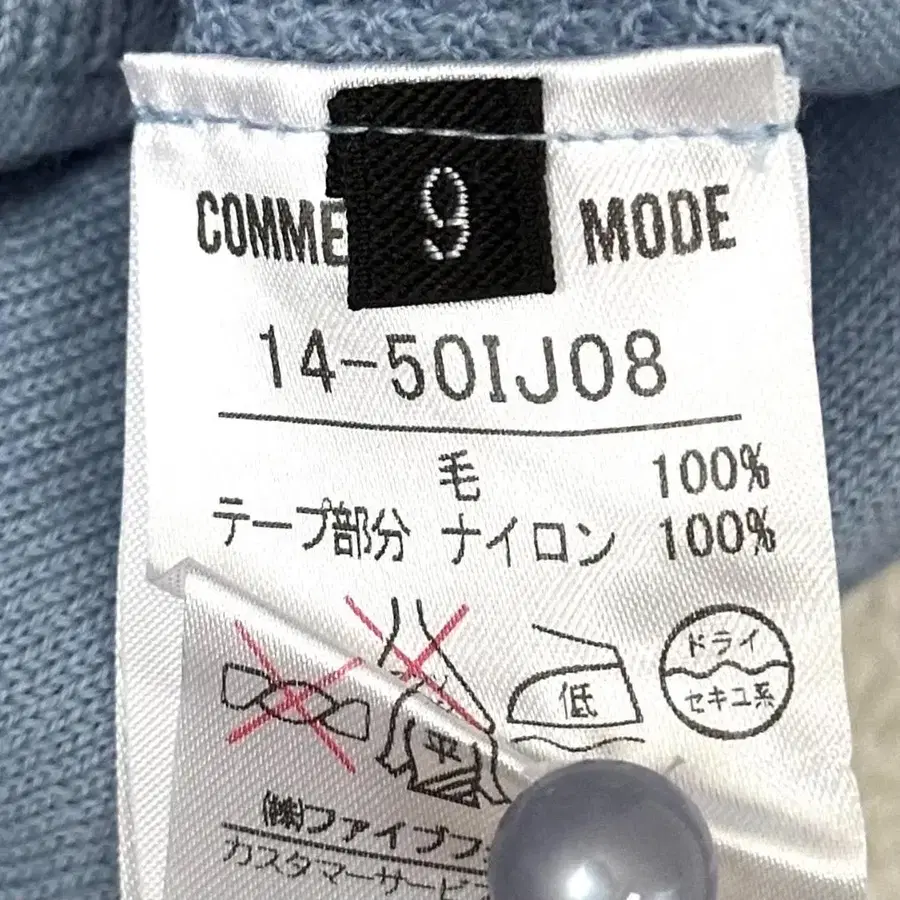 COMME 9 MODE
14-50IJ08
毛 100%
テープ部分 ナイロン 100%
ドライ
低 セキユ系
平
(株)ファイブフ
カスタマーサービ